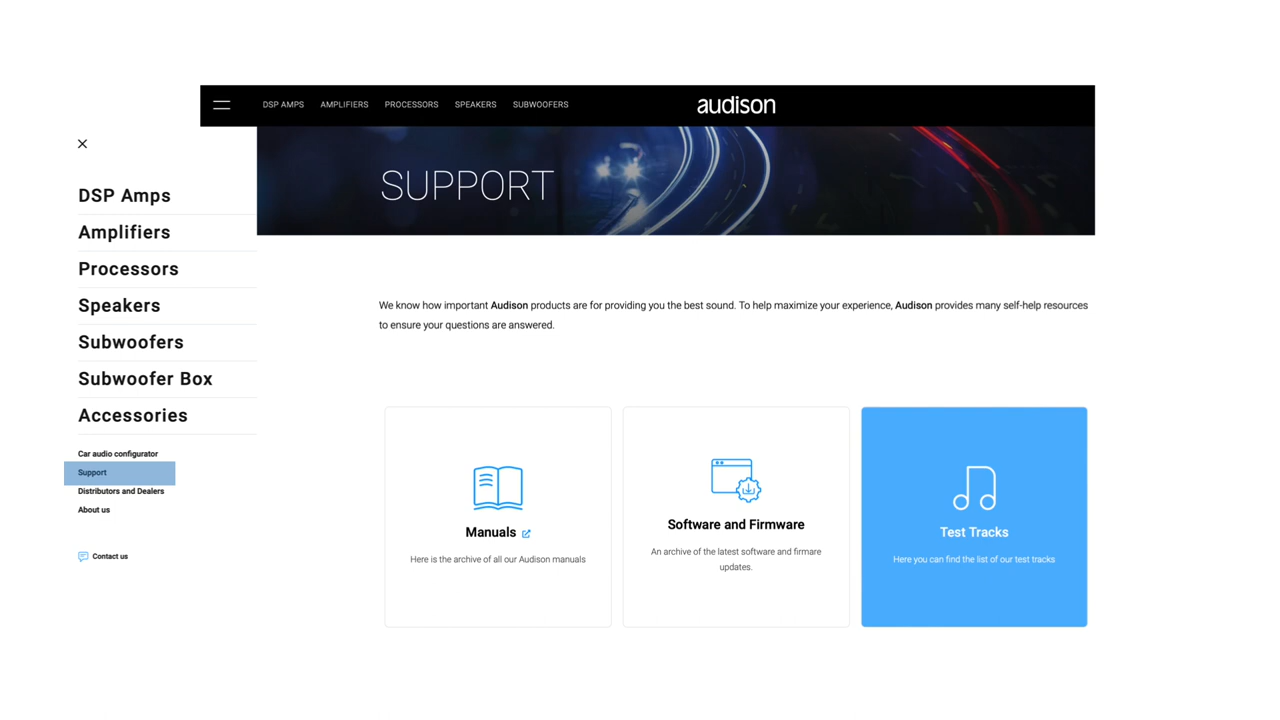 DSP AMPS AMPLIFIERS PROCESSORS SPEAKERS SUBWOOFERS audison
SUPPORT
DSP Amps
Amplifiers
Processors
Speakers
Subwoofers
Subwoofer Box
Accessories
Car audio configurator
Support
Distributors and Dealers
About us
Contact us
We know how important Audison products are for providing you the best sound. To help maximize your experience, Audison provides many self-help resources
to ensure your questions are answered.
Manuals
Here is the archive of all our Audison manuals
Software and Firmware
An archive of the latest software and firmare
updates.
Test Tracks
Here you can find the list of our test tracks